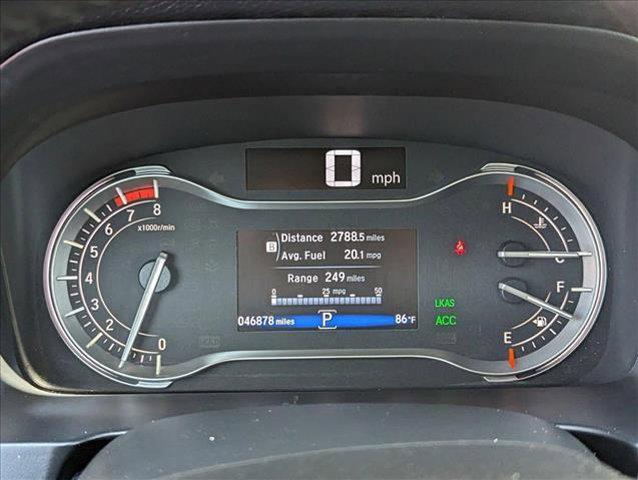 0 mph
8
7
6
5
4
3
2
1
0
x1000r/min
B Distance 2788.5 miles
Avg. Fuel 20.1 mpg
Range 249 miles
0 25 50
mpg
046878 miles P 86°F
LKAS
ACC
H
C
F
E